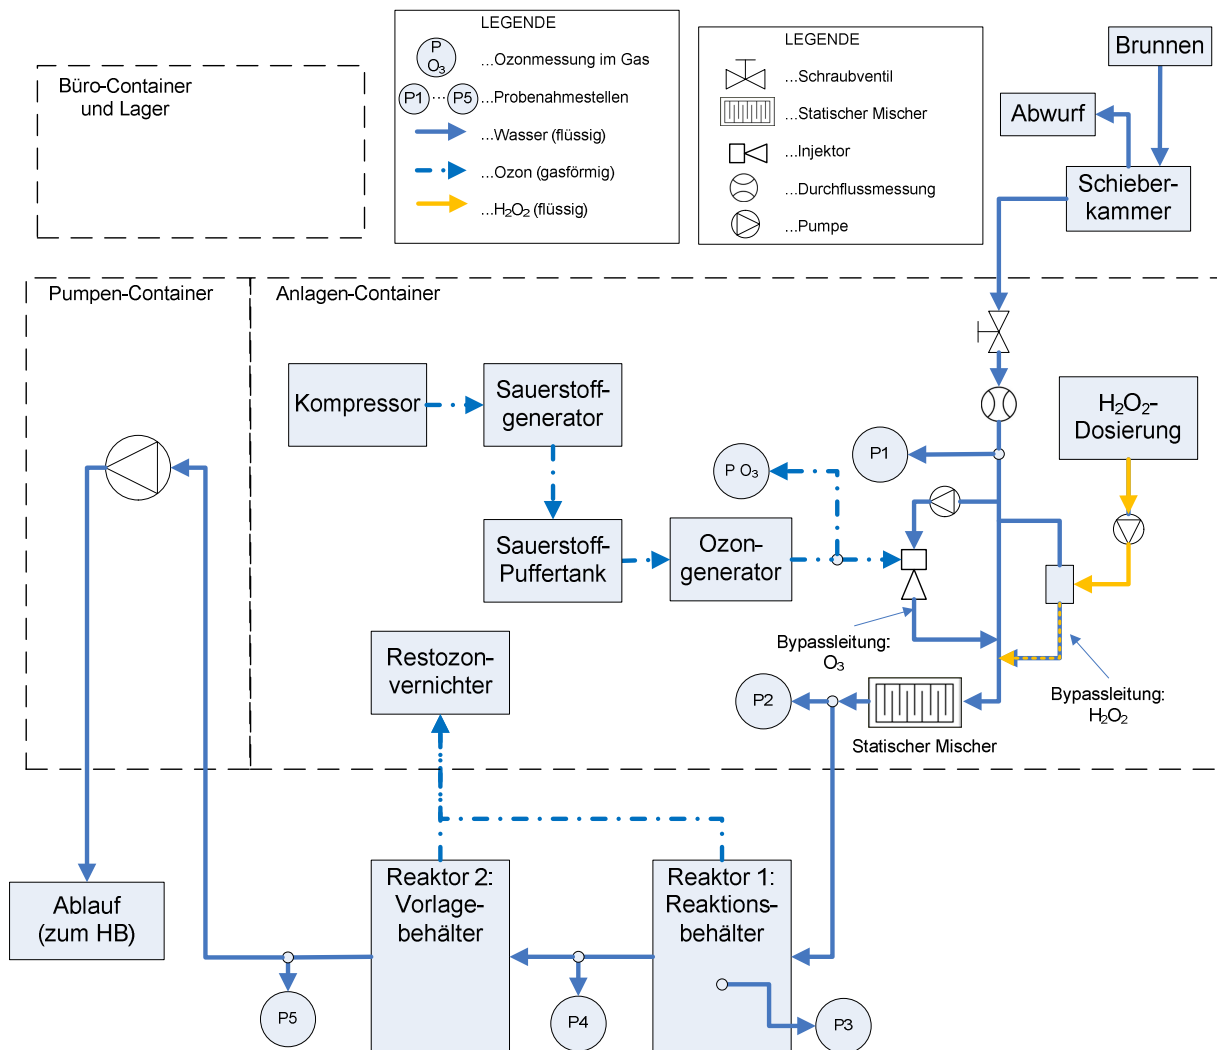 LEGENDE
P
O₃
...Ozonmessung im Gas
P1
P5
...Probenahmestellen
...Wasser (flüssig)
...Ozon (gasförmig)
...H₂O₂ (flüssig)
LEGENDE
...Schraubventil
...Statischer Mischer
...Injektor
...Durchflussmessung
...Pumpe
Büro-Container
und Lager
Brunnen
Abwurf
Schieber-
kammer
Pumpen-Container
Anlagen-Container
Kompressor
Sauerstoff-
generator
H₂O₂-
Dosierung
P1
P O₃
Sauerstoff-
Puffertank
Ozon-
generator
Bypassleitung:
O₃
Restozon-
vernichter
Bypassleitung:
H₂O₂
P2
Statischer Mischer
Reaktor 2:
Vorlage-
behälter
Reaktor 1:
Reaktions-
behälter
Ablauf
(zum HB)
P5
P4
P3